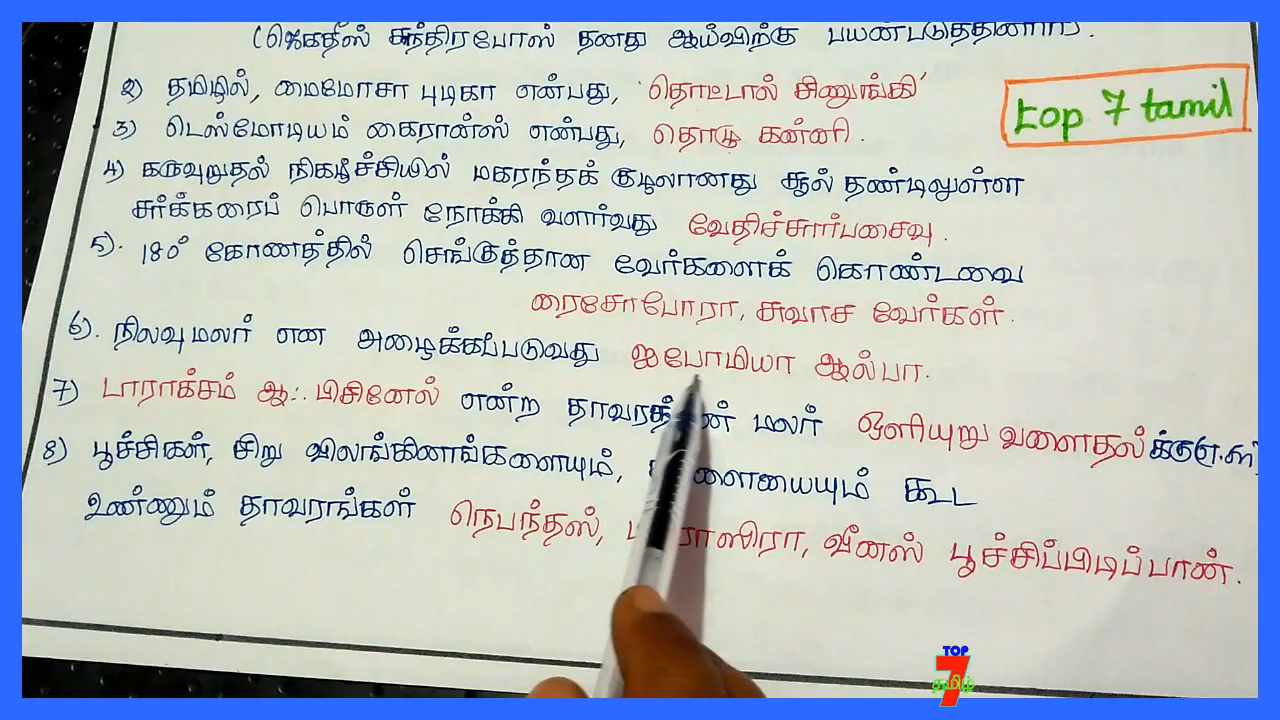 (ஜெகதீஸ் சந்திரபோஸ் தனது ஆய்விற்கு பயன்படுத்தினார்).
2) தமிழில், மைமோசா புடிகா என்பது, 'தொட்டால் சிணுங்கி'
3) டெஸ்மோடியம் கைரான்ஸ் என்பது, தொழு கன்னி.
top 7 tamil
4) கருவுறுதல் நிகழ்ச்சியில் மகரந்தக் குழலானது சூல் தண்டிலுள்ள
சர்க்கரைப் பொருள் நோக்கி வளர்வது வேதிச்சார்பசைவு.
5). 180° கோணத்தில் செங்குத்தான வேர்களைக் கொண்டவை
ரைசோபோரா, சுவாச வேர்கள்.
6). நிலவுமலர் என அழைக்கப்படுவது ஐபோமியா ஆல்பா.
7) டாராக்சம் ஆஃபிசினேல் என்ற மலர் ஒளியுறு வளைதல்க்கு எ.கா
8) பூச்சிகள், சிறு விலங்கினங்களையும், கூட
உண்ணும் தாவரங்கள் நெபந்தஸ், வீனஸ் பூச்சிப்பிடிப்பான்.
TOP
7
தமிழ்